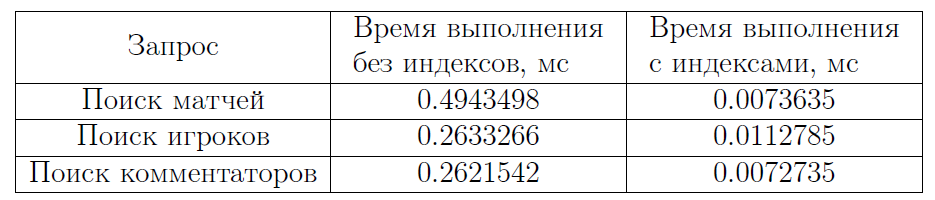 Запрос
Время выполнения
без индексов, мс
Время выполнения
с индексами, мс
Поиск матчей 0.4943498 0.0073635
Поиск игроков 0.2633266 0.0112785
Поиск комментаторов 0.2621542 0.0072735